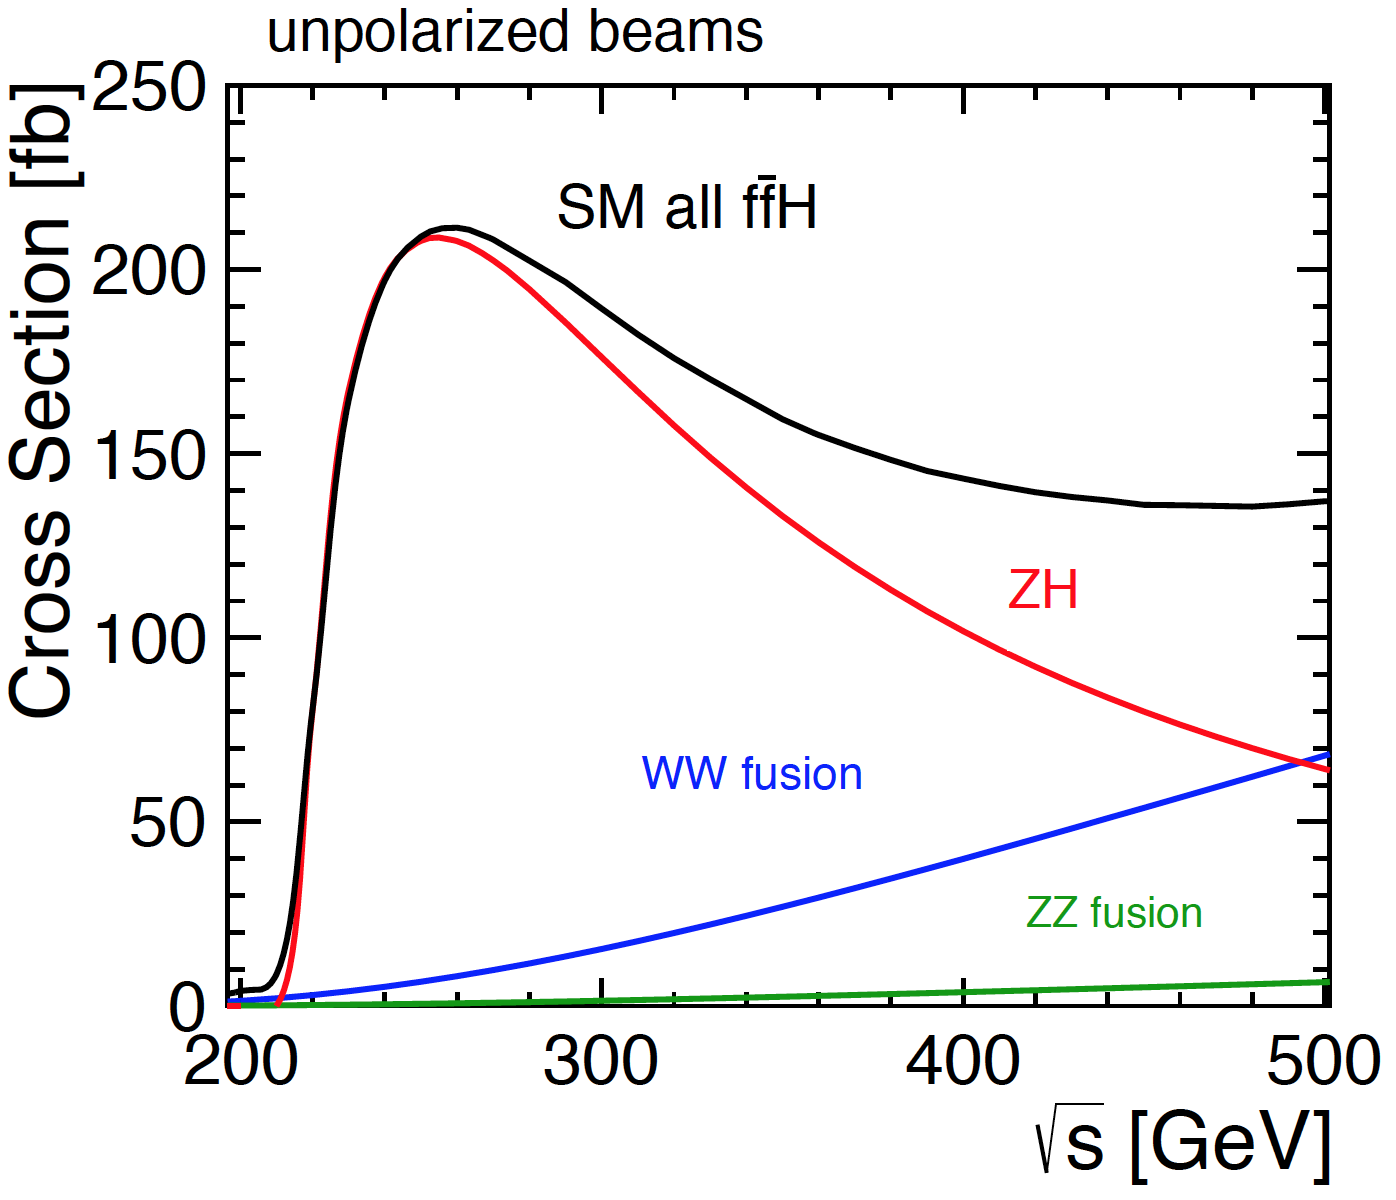 unpolarized beams
Cross Section [fb]
250
200
150
100
50
0
SM all ff̄H
ZH
WW fusion
ZZ fusion
200 300 400 500
√s [GeV]